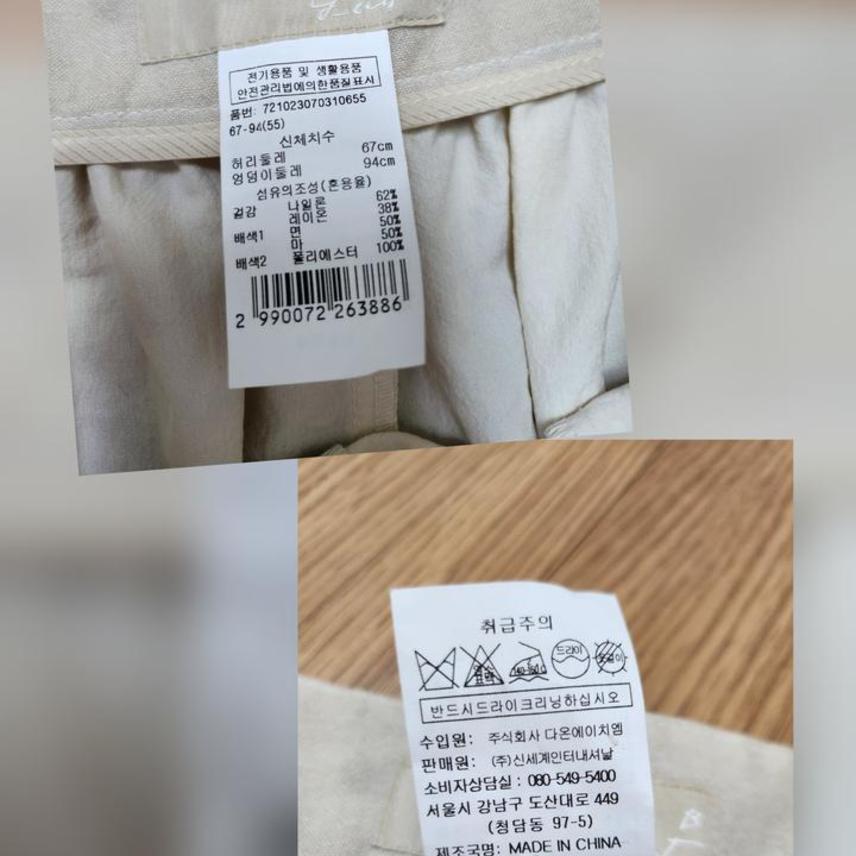 전기용품 및 생활용품
안전관리법에의한품질표시
품번: 721023070310655
67-94(55)
신체치수
허리둘레 67cm
엉덩이둘레 94cm
섬유의조성(혼용율)
겉감 나일론 62%
레이온 38%
배색1 면 50%
마 50%
배색2 폴리에스터 100%
2 990072 263886
취급주의
드라이
반드시드라이크리닝하십시오
수입원: 주식회사 다온에이치엠
판매원: (주)신세계인터내셔날
소비자상담실: 080-549-5400
서울시 강남구 도산대로 449
(청담동 97-5)
제조국명: MADE IN CHINA